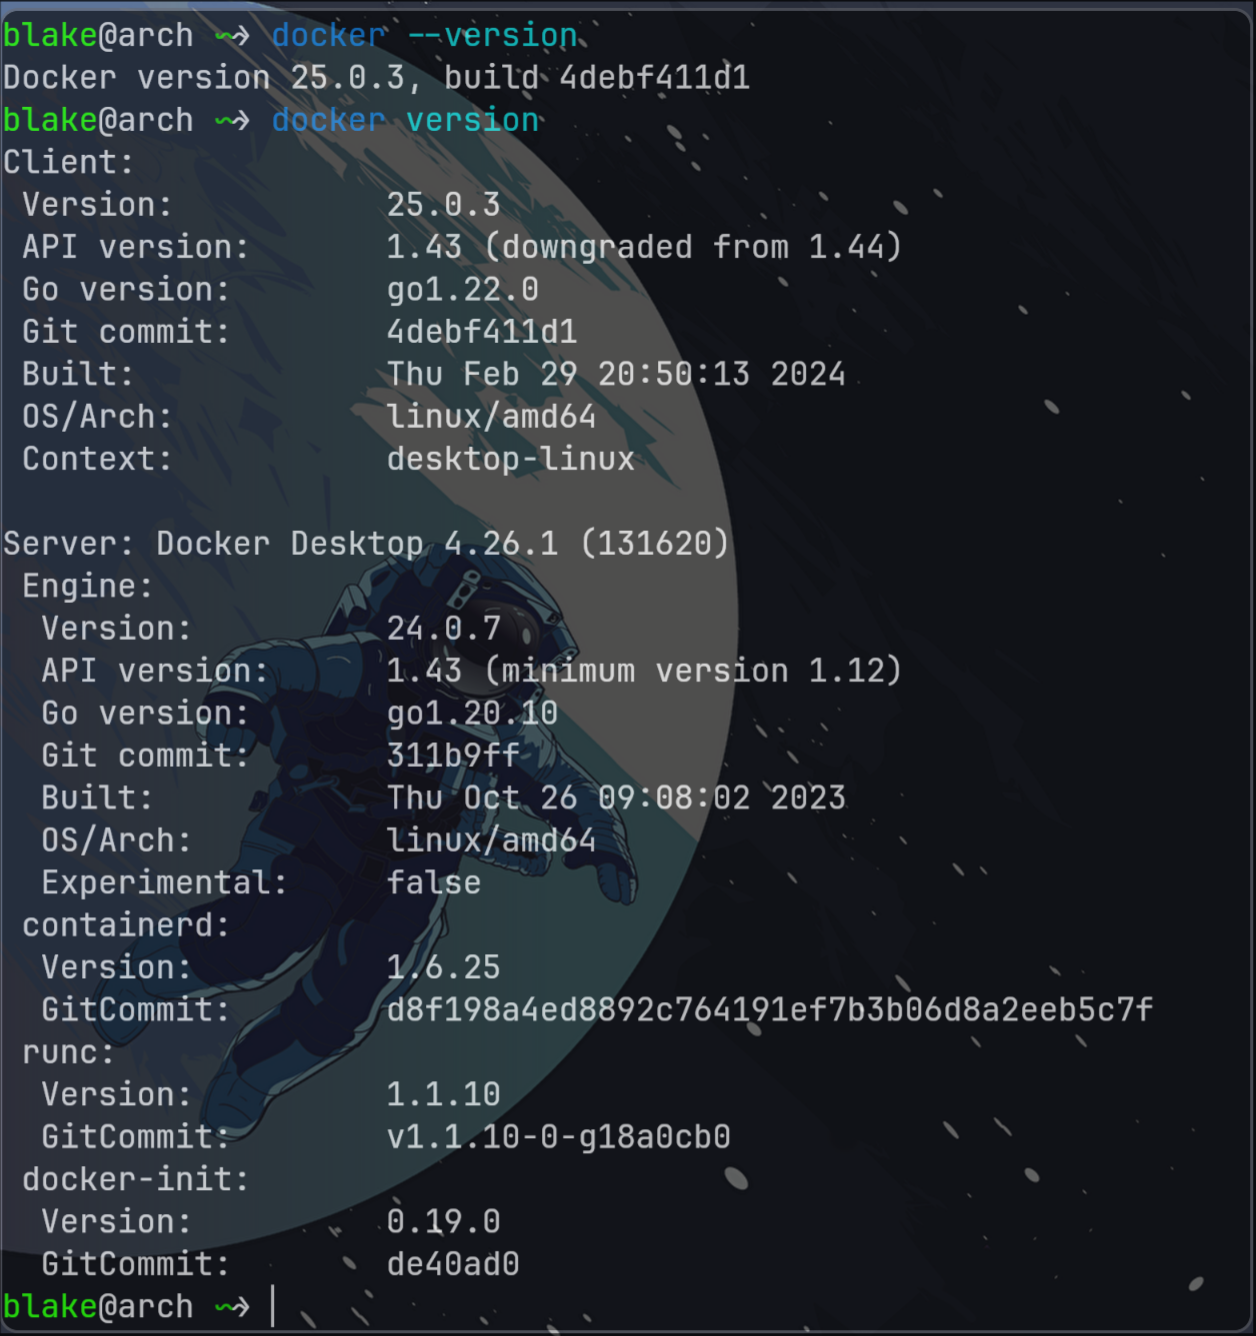 blake@arch ~> docker --version
Docker version 25.0.3, build 4debf411d1
blake@arch ~> docker version
Client:
 Version:           25.0.3
 API version:       1.43 (downgraded from 1.44)
 Go version:        go1.22.0
 Git commit:        4debf411d1
 Built:             Thu Feb 29 20:50:13 2024
 OS/Arch:           linux/amd64
 Context:           desktop-linux

Server: Docker Desktop 4.26.1 (131620)
 Engine:
  Version:          24.0.7
  API version:      1.43 (minimum version 1.12)
  Go version:       go1.20.10
  Git commit:       311b9ff
  Built:            Thu Oct 26 09:08:02 2023
  OS/Arch:          linux/amd64
  Experimental:     false
 containerd:
  Version:          1.6.25
  GitCommit:        d8f198a4ed8892c764191ef7b3b06d8a2eeb5c7f
 runc:
  Version:          1.1.10
  GitCommit:        v1.1.10-0-g18a0cb0
 docker-init:
  Version:          0.19.0
  GitCommit:        de40ad0
blake@arch ~>